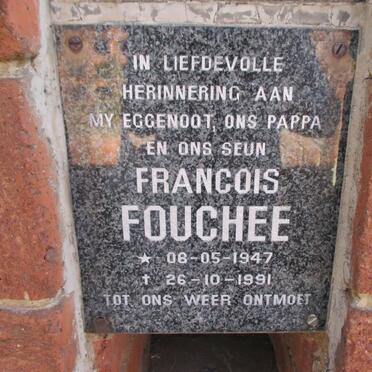 IN LIEFDEVOLLE
HERINNERING AAN
MY EGGENOOT, ONS PAPPA
EN ONS SEUN
FRANCOIS
FOUCHEE
★ 08-05-1947
✝ 26-10-1991
TOT ONS WEER ONTMOET